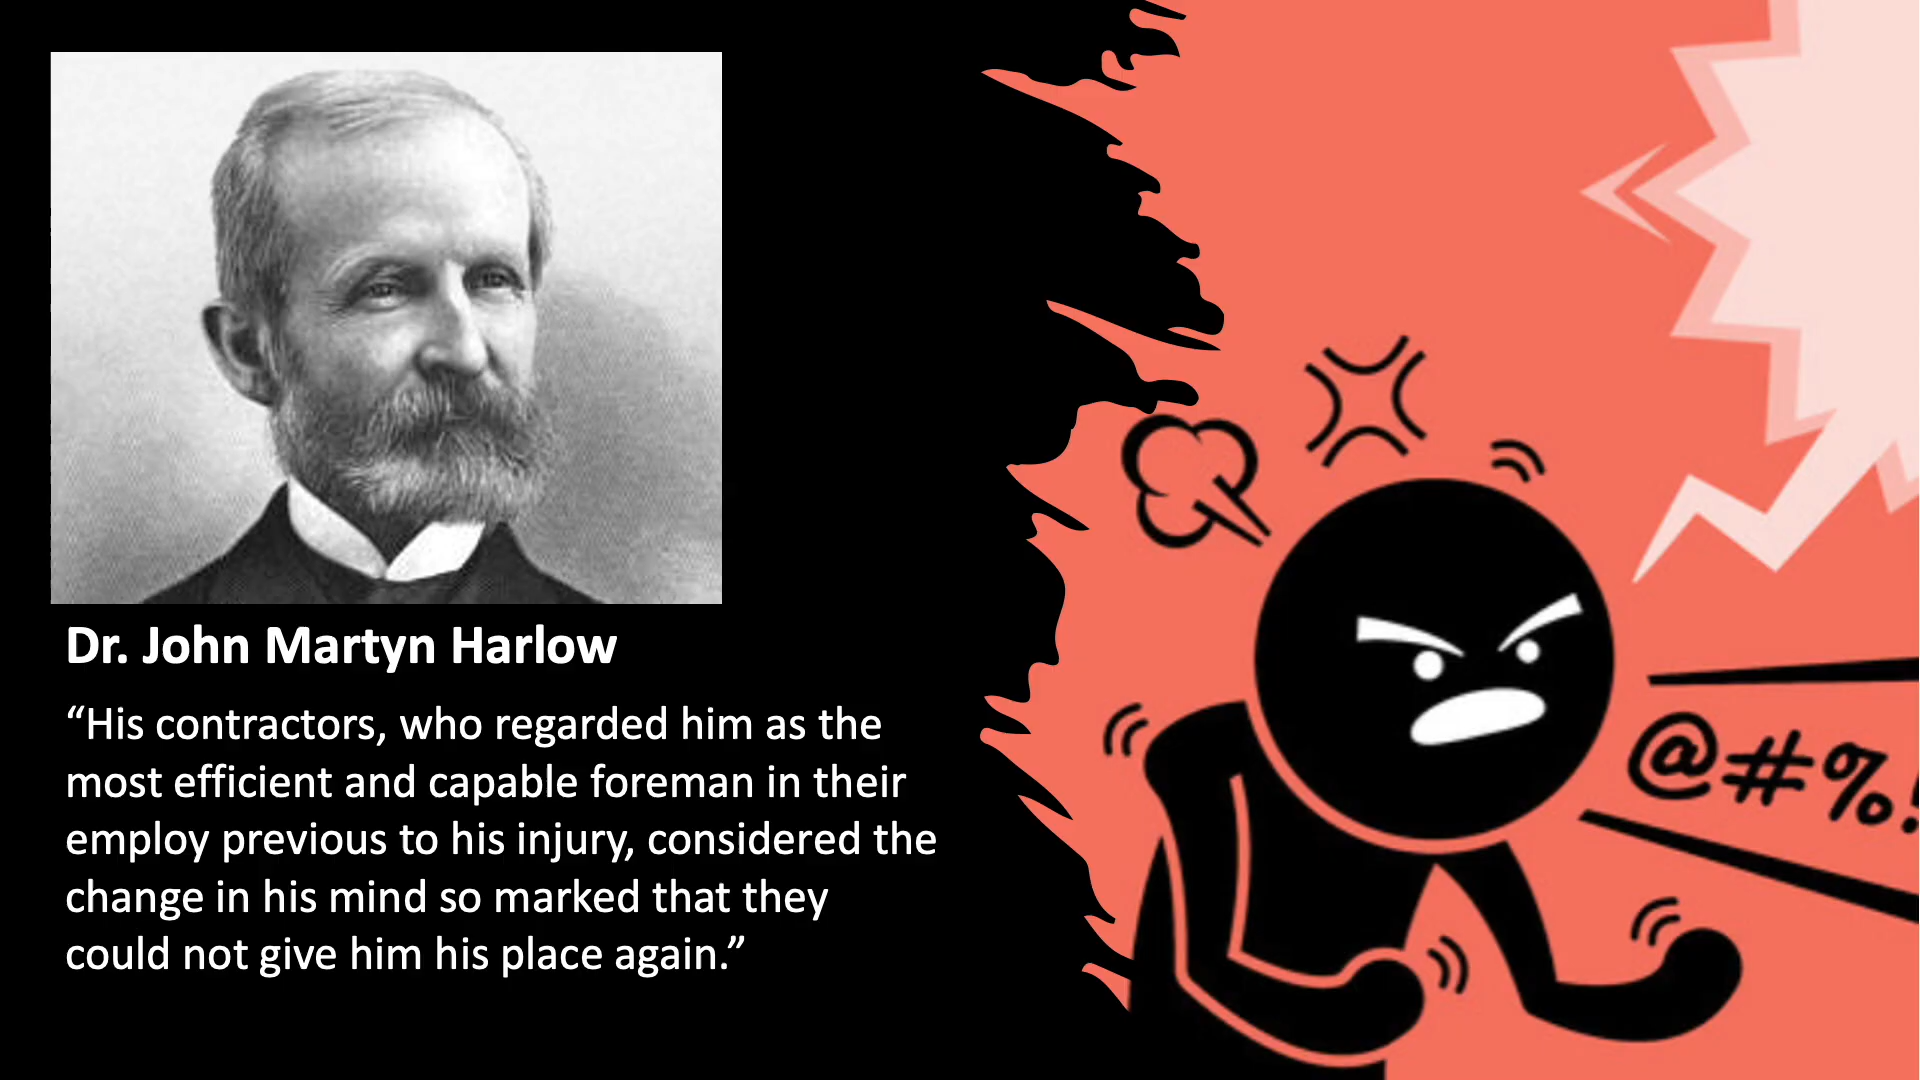 Dr. John Martyn Harlow
“His contractors, who regarded him as the
most efficient and capable foreman in their
employ previous to his injury, considered the
change in his mind so marked that they
could not give him his place again.”
@#%!